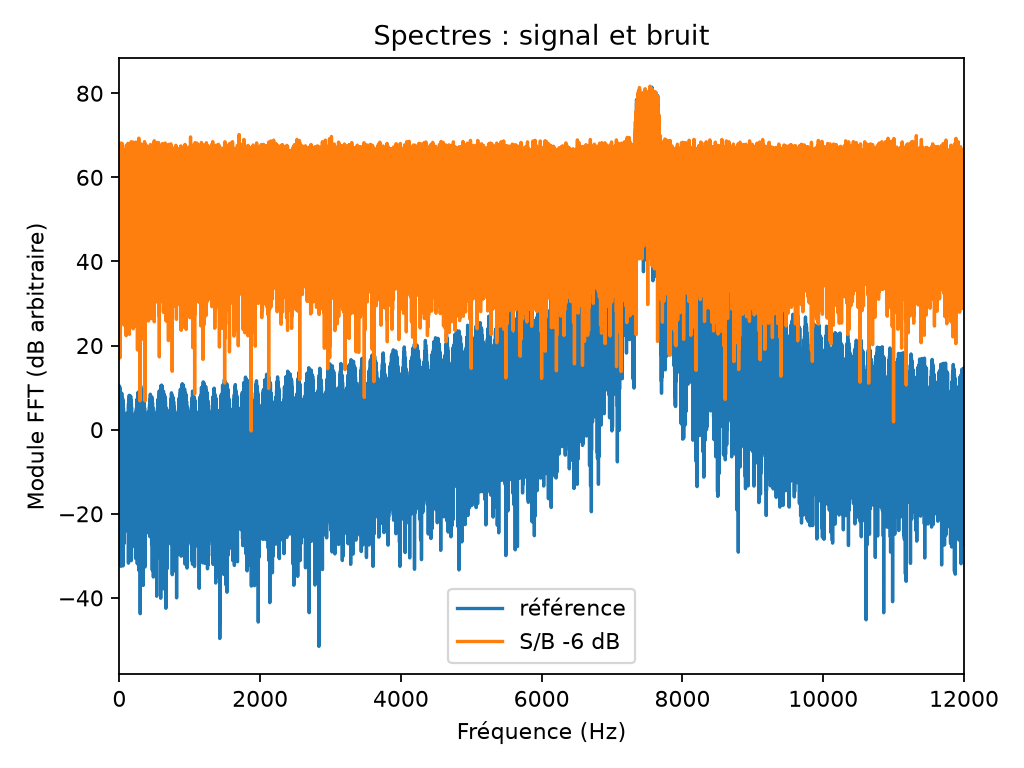 Spectres : signal et bruit
Module FFT (dB arbitraire)
80
60
40
20
0
−20
−40
référence
S/B -6 dB
0 2000 4000 6000 8000 10000 12000
Fréquence (Hz)